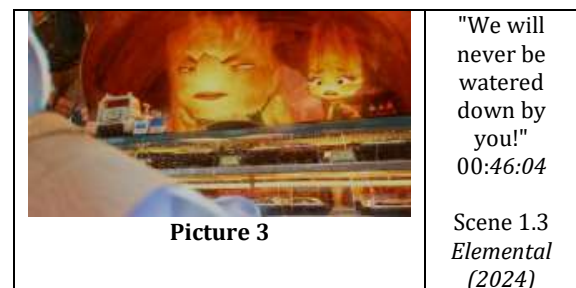 Picture 3
"We will
never be
watered
down by
you!"
00:46:04
Scene 1.3
Elemental
(2024)